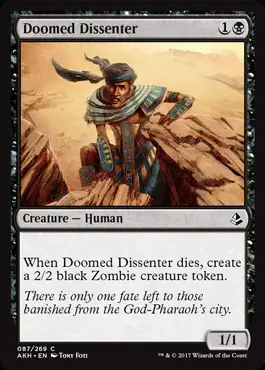 Doomed Dissenter 1
Creature — Human
When Doomed Dissenter dies, create
a 2/2 black Zombie creature token.
There is only one fate left to those
banished from the God-Pharaoh's city.
1/1
087/269 C
AKH • EN Tony Foti
™ & © 2017 Wizards of the Coast